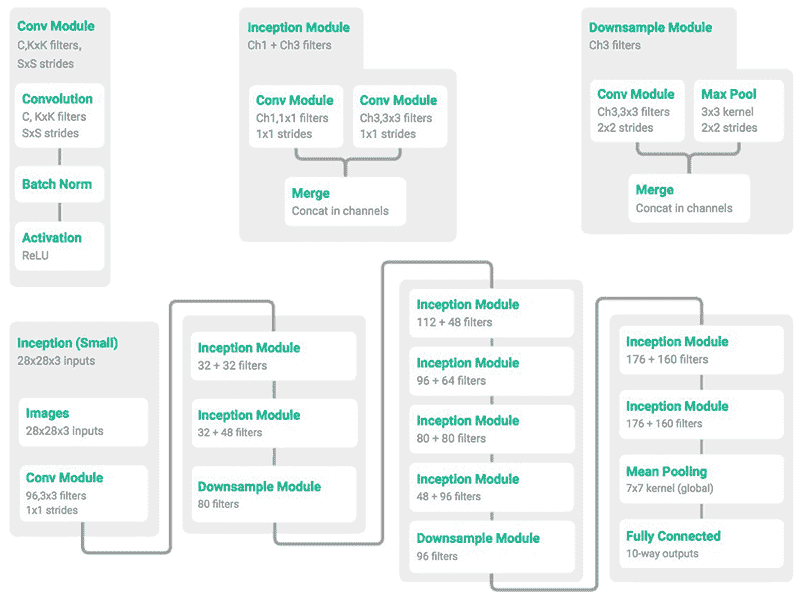 Conv Module
C,KxK filters,
SxS strides
Convolution
C, KxK filters
SxS strides
Batch Norm
Activation
ReLU
Inception Module
Ch1 + Ch3 filters
Conv Module
Ch1,1x1 filters
1x1 strides
Conv Module
Ch3,3x3 filters
1x1 strides
Merge
Concat in channels
Downsample Module
Ch3 filters
Conv Module
Ch3,3x3 filters
2x2 strides
Max Pool
3x3 kernel
2x2 strides
Merge
Concat in channels
Inception (Small)
28x28x3 inputs
Images
28x28x3 inputs
Conv Module
96,3x3 filters
1x1 strides
Inception Module
32 + 32 filters
Inception Module
32 + 48 filters
Downsample Module
80 filters
Inception Module
112 + 48 filters
Inception Module
96 + 64 filters
Inception Module
80 + 80 filters
Inception Module
48 + 96 filters
Downsample Module
96 filters
Inception Module
176 + 160 filters
Inception Module
176 + 160 filters
Mean Pooling
7x7 kernel (global)
Fully Connected
10-way outputs